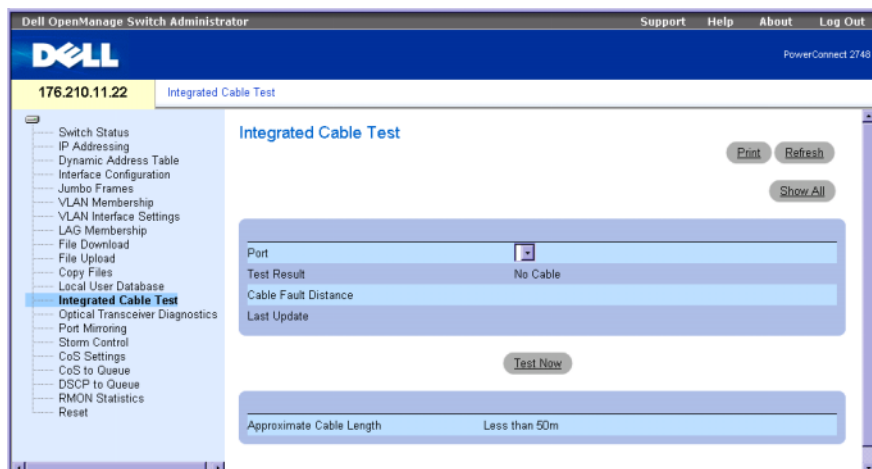 Dell OpenManage Switch Administrator
Support Help About Log Out
DELL
PowerConnect 2748
176.210.11.22
Integrated Cable Test
Switch Status
IP Addressing
Dynamic Address Table
Interface Configuration
Jumbo Frames
VLAN Membership
VLAN Interface Settings
LAG Membership
File Download
File Upload
Copy Files
Local User Database
Integrated Cable Test
Optical Transceiver Diagnostics
Port Mirroring
Storm Control
CoS Settings
CoS to Queue
DSCP to Queue
RMON Statistics
Reset
Integrated Cable Test
Print Refresh
Show All
Port
Test Result No Cable
Cable Fault Distance
Last Update
Test Now
Approximate Cable Length Less than 50m